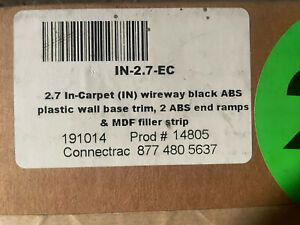 IN-2.7-EC
2.7 In-Carpet (IN) wireway black ABS
plastic wall base trim, 2 ABS end ramps
& MDF filler strip
191014 Prod # 14805
Connectrac 877 480 5637